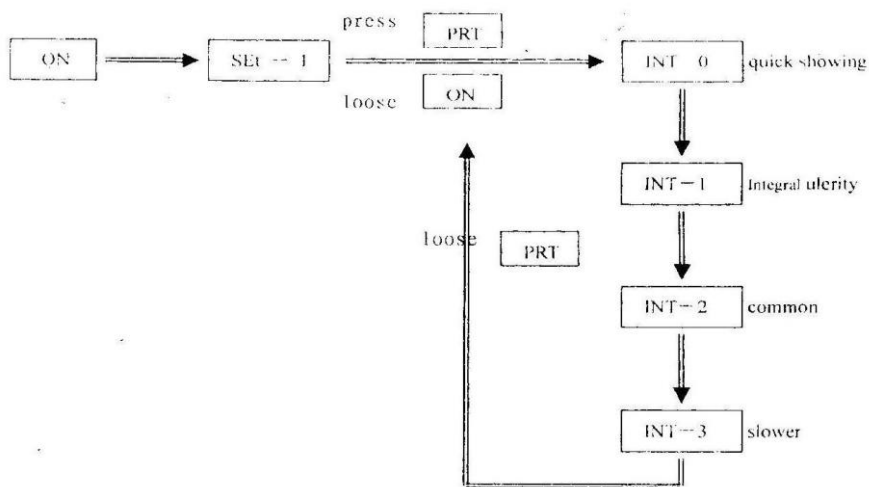 press PRT
ON SEt -- 1 INT - 0 quick showing
loose ON
INT-1 Integral ulerity
loose PRT
INT-2 common
INT-3 slower